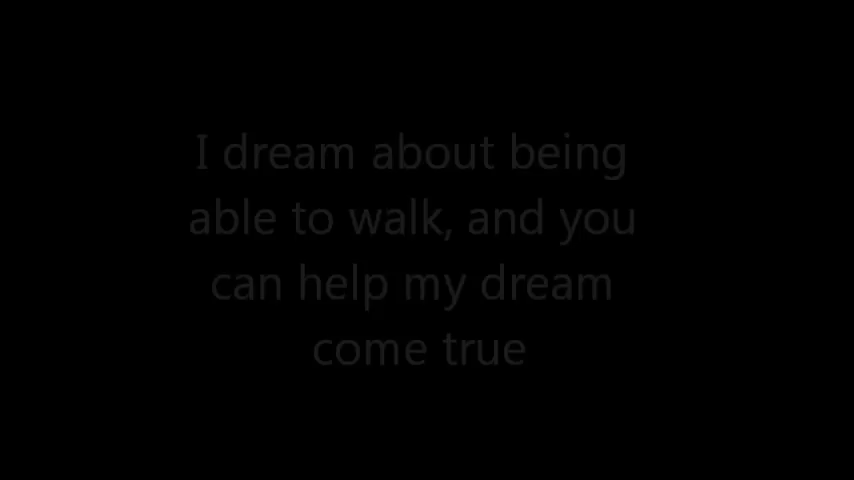 I dream about being
able to walk, and you
can help my dream
come true